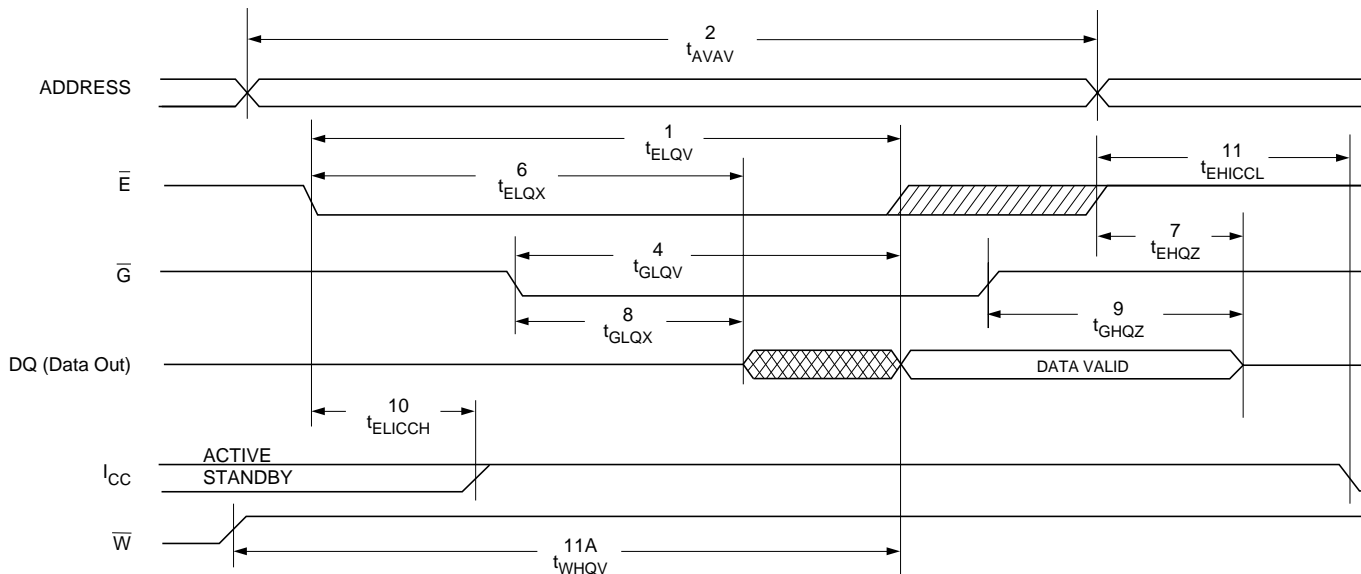 2
tAVAV
ADDRESS
1
tELQV
11
tEHICCL
6
tELQX
E
7
tEHQZ
4
tGLQV
G
9
tGHQZ
8
tGLQX
DQ (Data Out)
DATA VALID
10
tELICCH
ACTIVE
ICC
STANDBY
W
11A
tWHQV